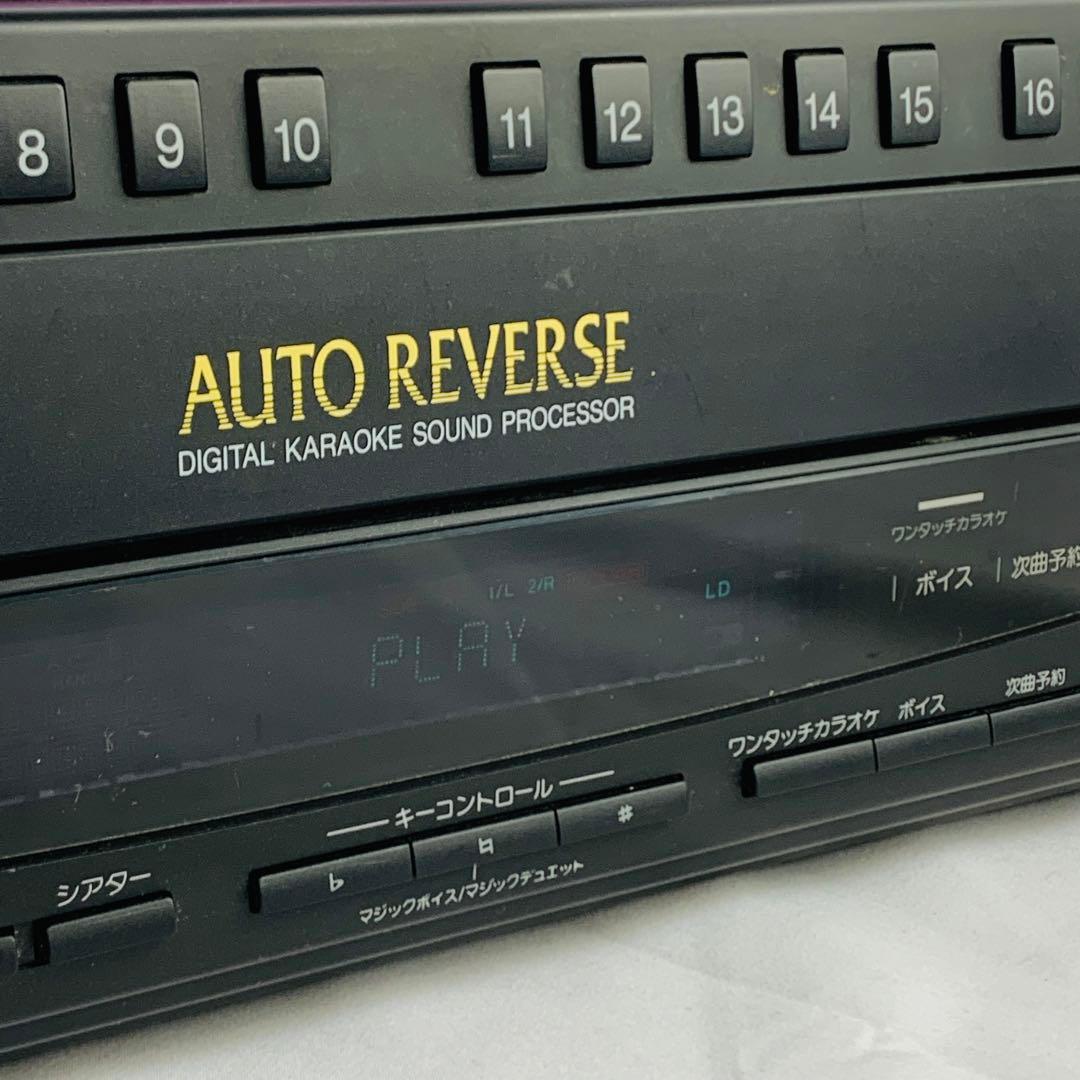 8 9 10 11 12 13 14 15 16
AUTO REVERSE
DIGITAL KARAOKE SOUND PROCESSOR
ワンタッチカラオケ
ボイス 次曲予約
1/L 2/R LD
PLAY
次曲予約
ワンタッチカラオケ ボイス
キーコントロール
♭ ♮ ♯
シアター
マジックボイス/マジックデュエット